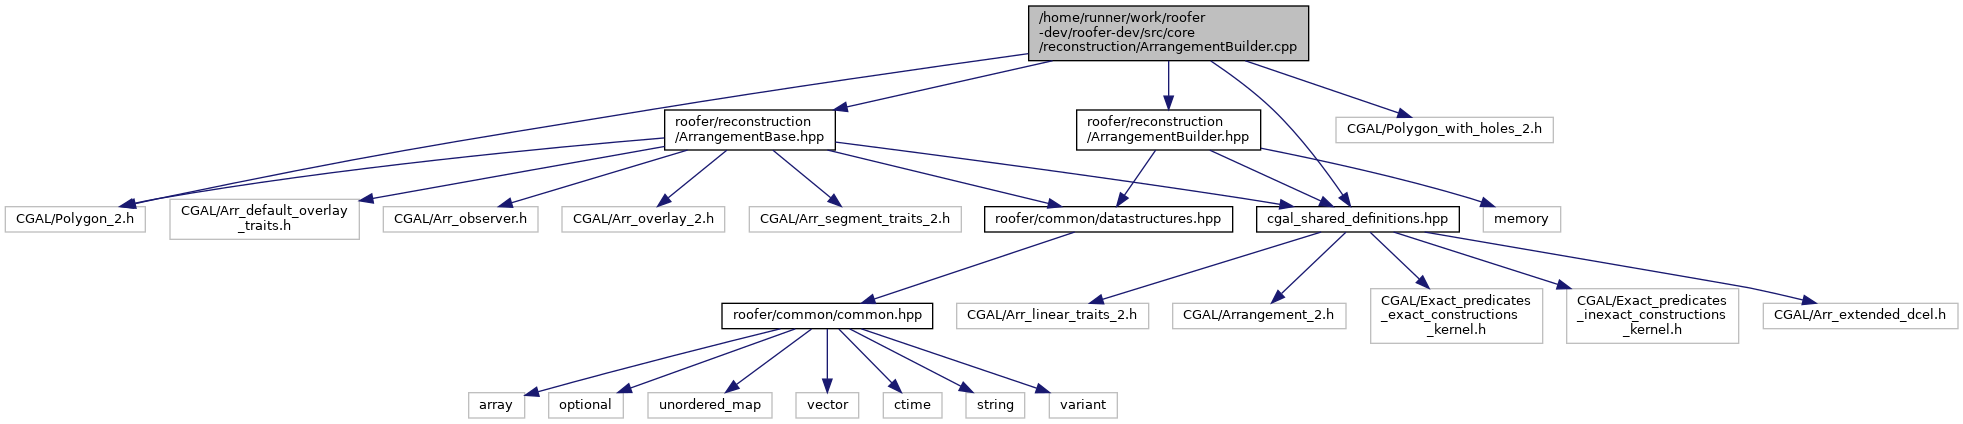 /home/runner/work/roofer
-dev/roofer-dev/src/core
/reconstruction/ArrangementBuilder.cpp
roofer/reconstruction
/ArrangementBase.hpp
roofer/reconstruction
/ArrangementBuilder.hpp
CGAL/Polygon_with_holes_2.h
CGAL/Polygon_2.h
CGAL/Arr_default_overlay
_traits.h
CGAL/Arr_observer.h
CGAL/Arr_overlay_2.h
CGAL/Arr_segment_traits_2.h
roofer/common/datastructures.hpp
cgal_shared_definitions.hpp
memory
roofer/common/common.hpp
CGAL/Arr_linear_traits_2.h
CGAL/Arrangement_2.h
CGAL/Exact_predicates
_exact_constructions
_kernel.h
CGAL/Exact_predicates
_inexact_constructions
_kernel.h
CGAL/Arr_extended_dcel.h
array
optional
unordered_map
vector
ctime
string
variant